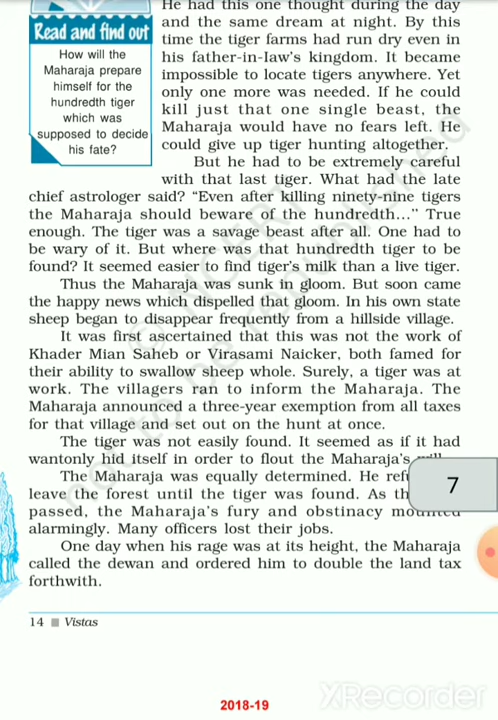 He had this one thought during the day
and the same dream at night. By this
time the tiger farms had run dry even in
his father-in-law's kingdom. It became
impossible to locate tigers anywhere. Yet
only one more was needed. If he could
kill just that one single beast, the
Maharaja would have no fears left. He
could give up tiger hunting altogether.
Read and find out
How will the
Maharaja prepare
himself for the
hundredth tiger
which was
supposed to decide
his fate?
But he had to be extremely careful
with that last tiger. What had the late
chief astrologer said? “Even after killing ninety-nine tigers
the Maharaja should beware of the hundredth...” True
enough. The tiger was a savage beast after all. One had to
be wary of it. But where was that hundredth tiger to be
found? It seemed easier to find tiger's milk than a live tiger.
Thus the Maharaja was sunk in gloom. But soon came
the happy news which dispelled that gloom. In his own state
sheep began to disappear frequently from a hillside village.
It was first ascertained that this was not the work of
Khader Mian Saheb or Virasami Naicker, both famed for
their ability to swallow sheep whole. Surely, a tiger was at
work. The villagers ran to inform the Maharaja. The
Maharaja announced a three-year exemption from all taxes
for that village and set out on the hunt at once.
The tiger was not easily found. It seemed as if it had
wantonly hid itself in order to flout the Maharaja's
The Maharaja was equally determined. He
leave the forest until the tiger was found. As
passed, the Maharaja's fury and obstinacy mounted
alarmingly. Many officers lost their jobs.
One day when his rage was at its height, the Maharaja
called the dewan and ordered him to double the land tax
forthwith.
7
14 ■ Vistas
2018-19
XRecorder